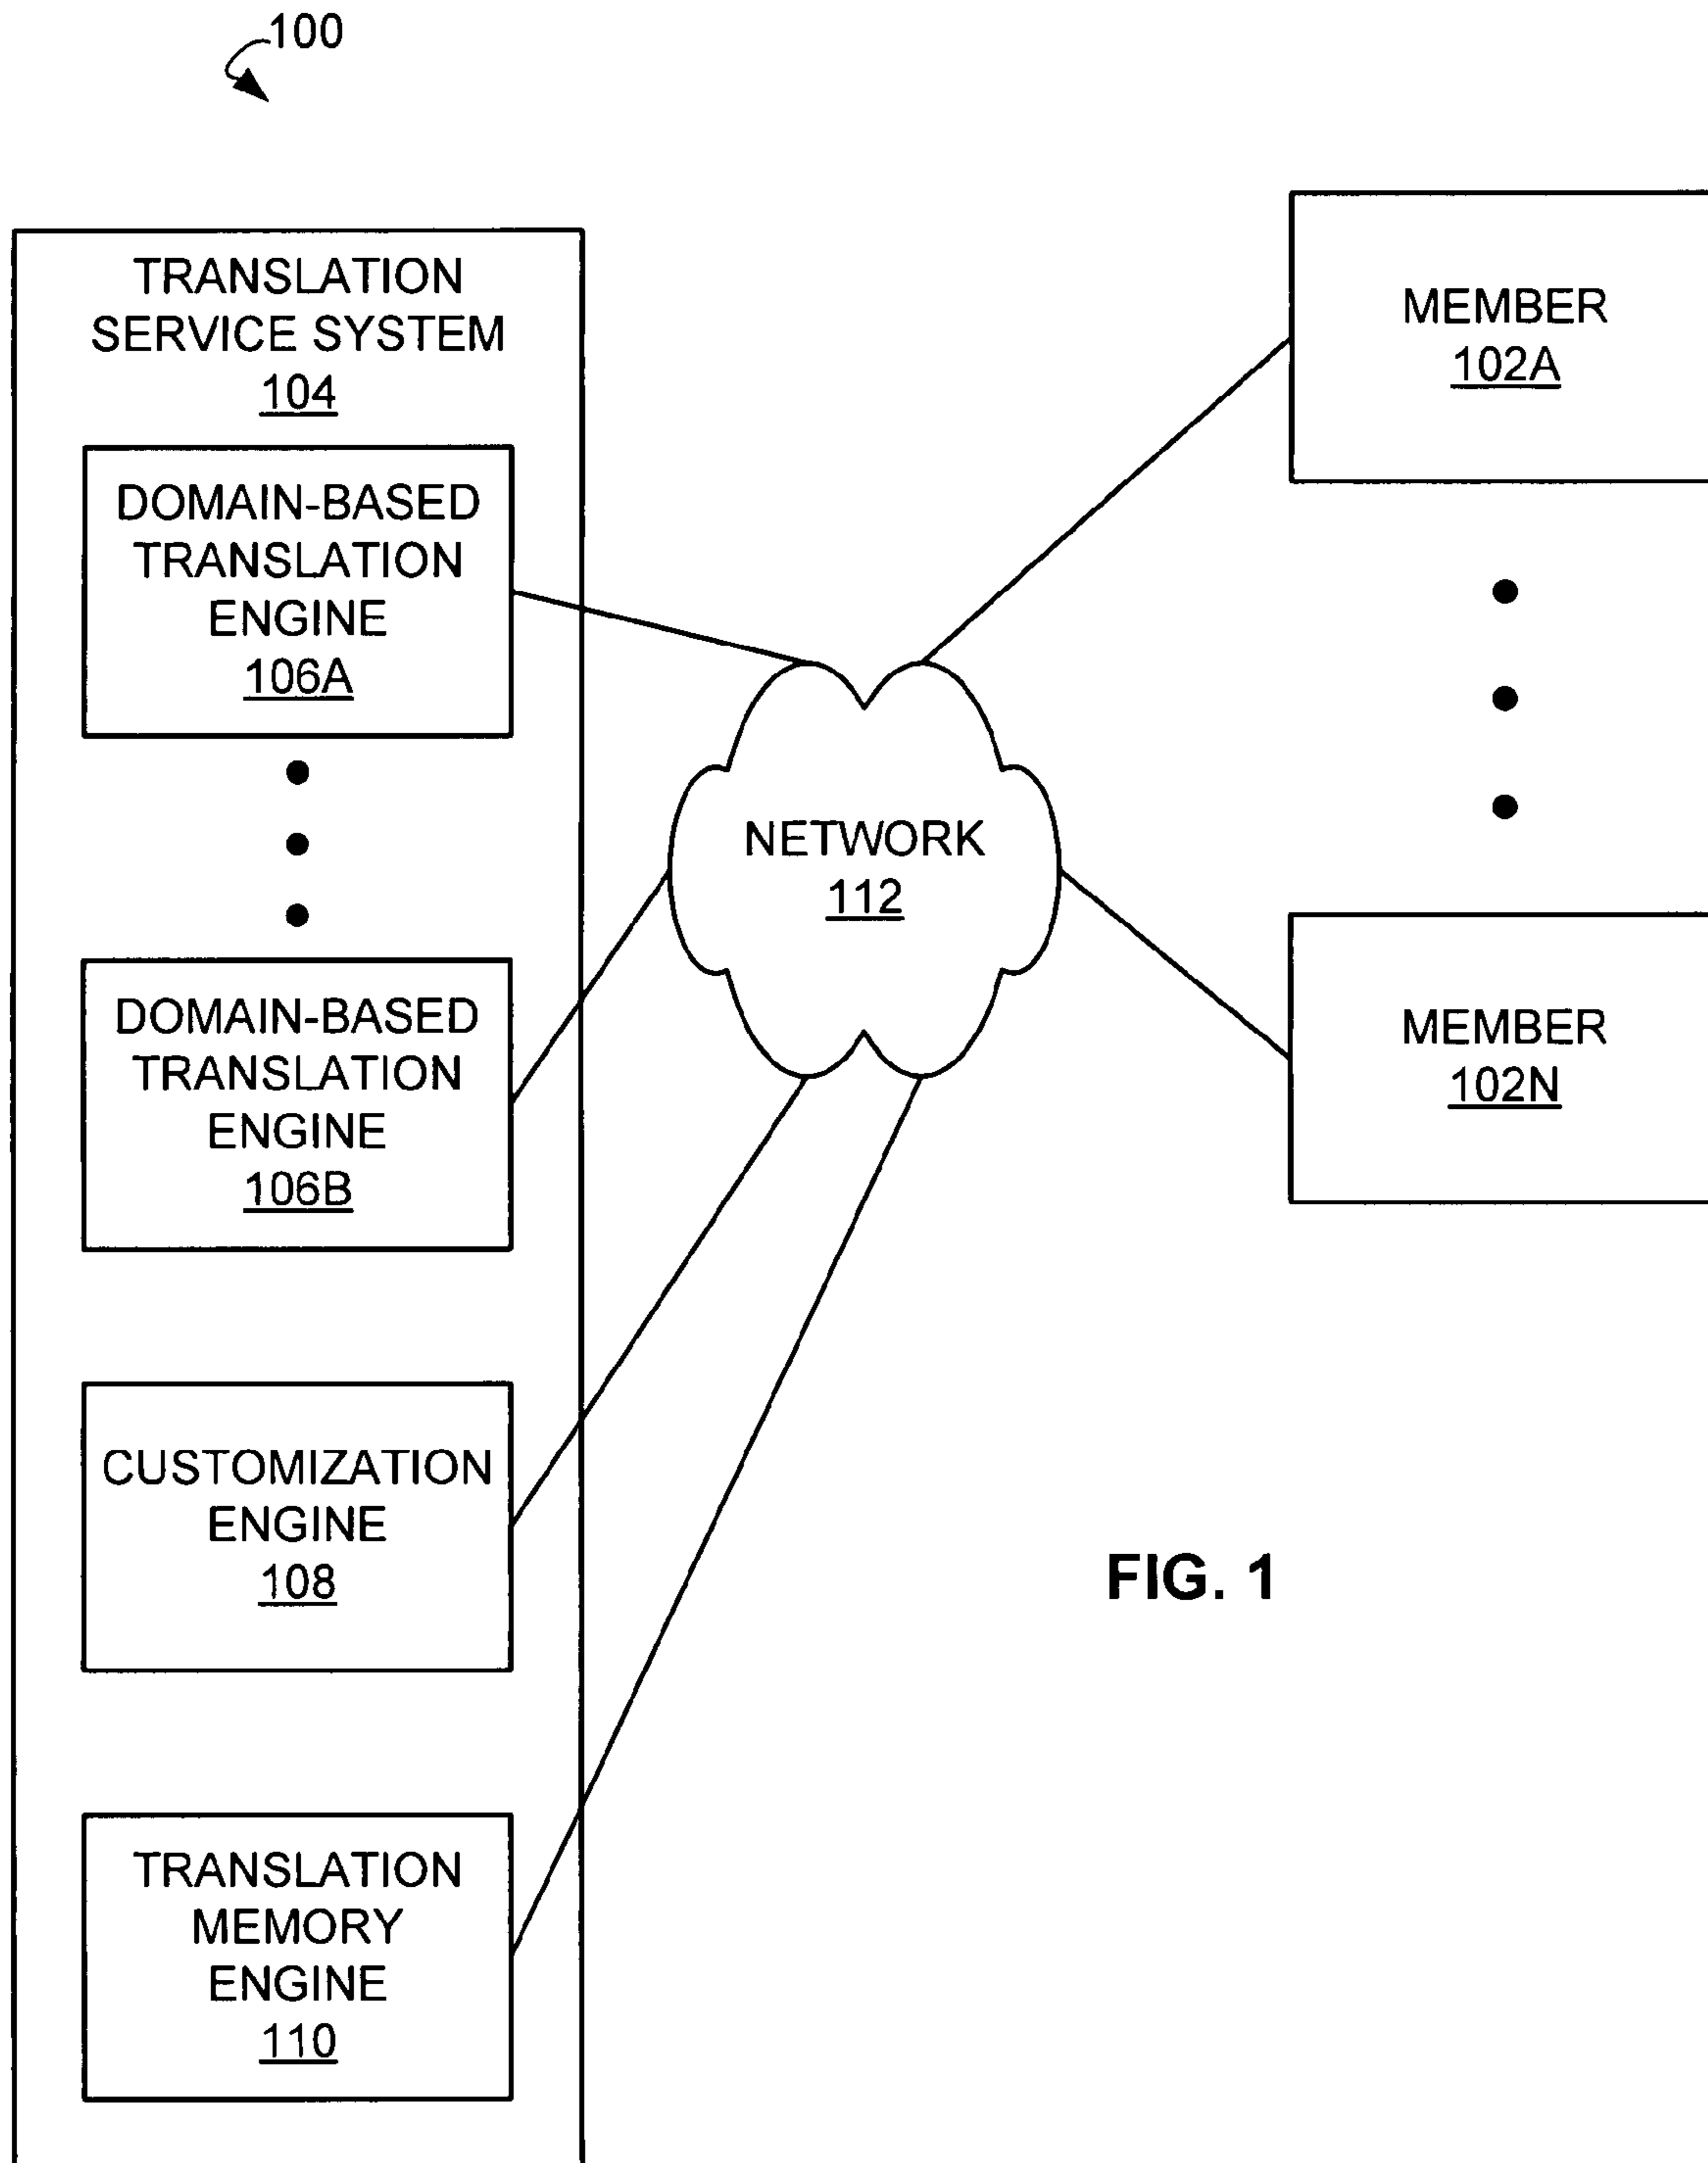 100
TRANSLATION
SERVICE SYSTEM
104
DOMAIN-BASED
TRANSLATION
ENGINE
106A
DOMAIN-BASED
TRANSLATION
ENGINE
106B
CUSTOMIZATION
ENGINE
108
TRANSLATION
MEMORY
ENGINE
110
NETWORK
112
MEMBER
102A
MEMBER
102N
FIG. 1